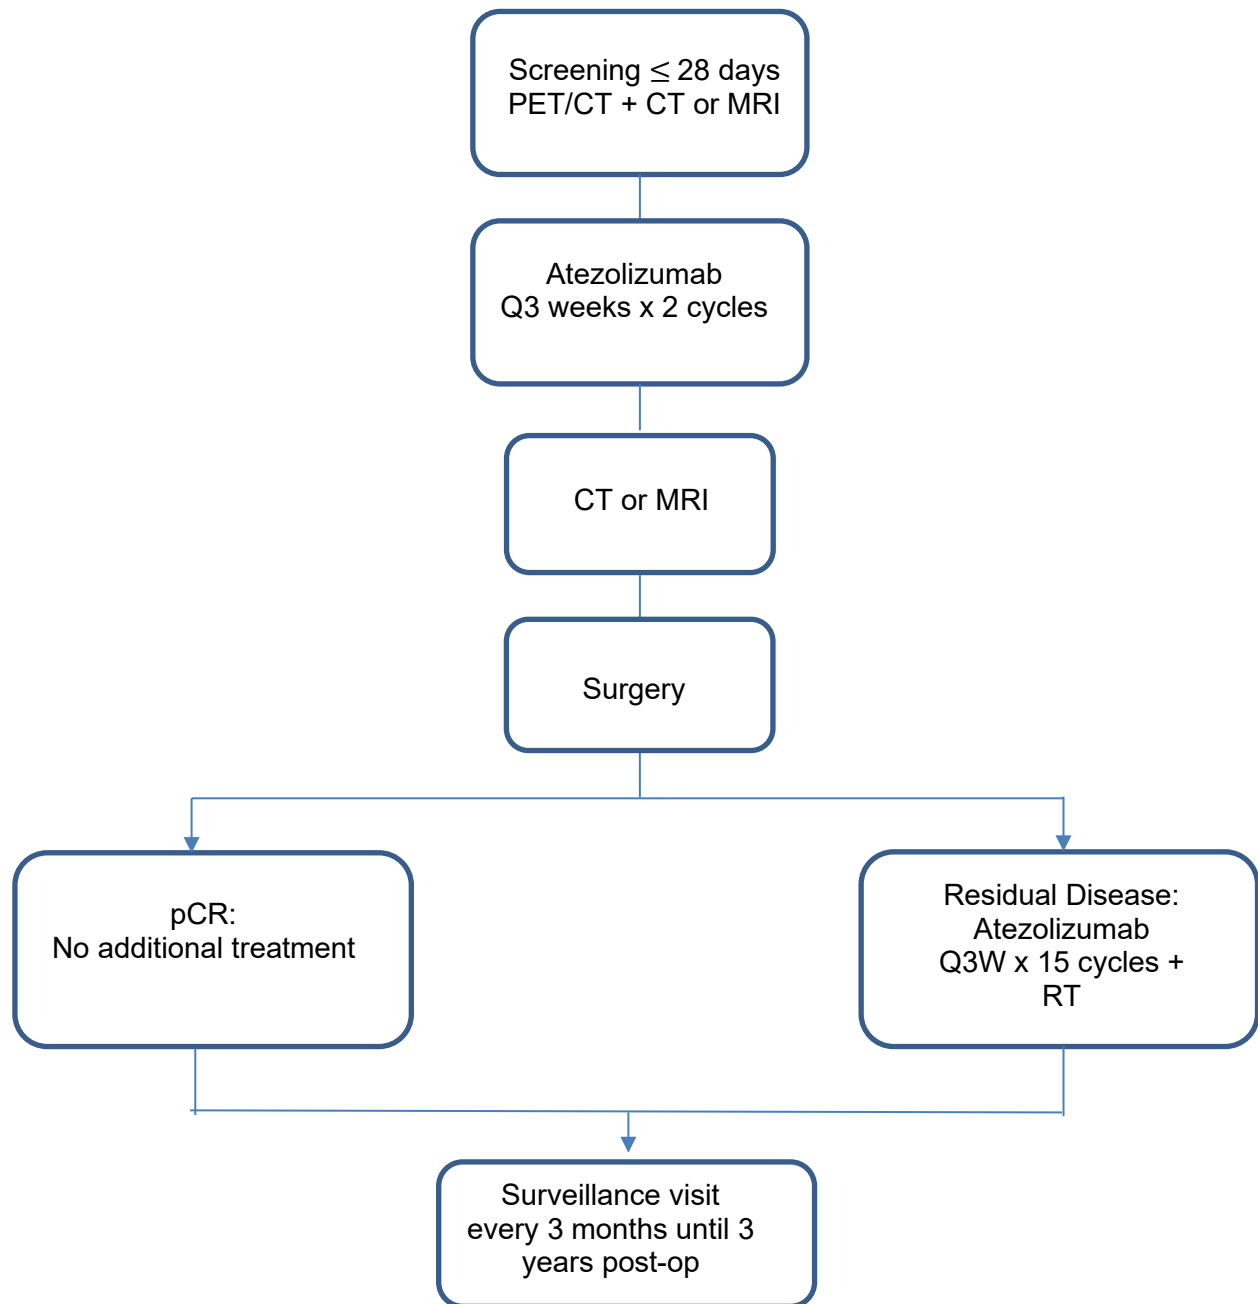 Screening ≤ 28 days
PET/CT + CT or MRI
Atezolizumab
Q3 weeks x 2 cycles
CT or MRI
Surgery
pCR:
No additional treatment
Residual Disease:
Atezolizumab
Q3W x 15 cycles +
RT
Surveillance visit
every 3 months until 3
years post-op